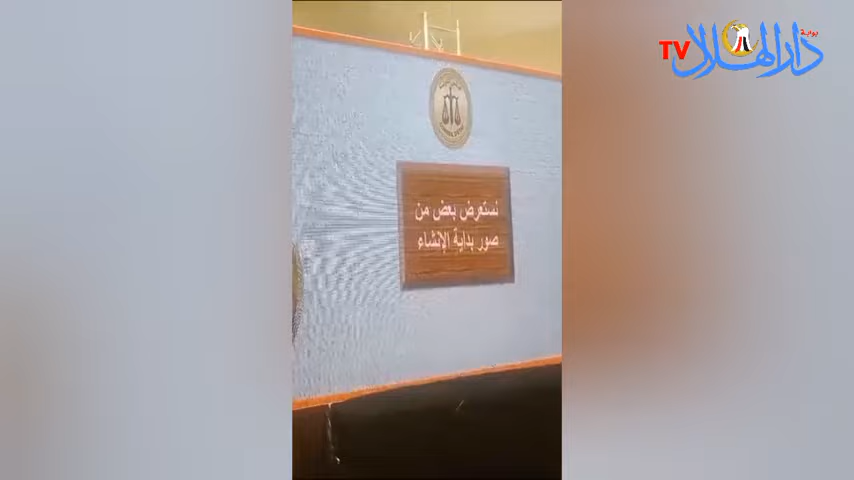 بوابة
دار الهلال TV
نستعرض بعض من
صور بداية الإنشاء